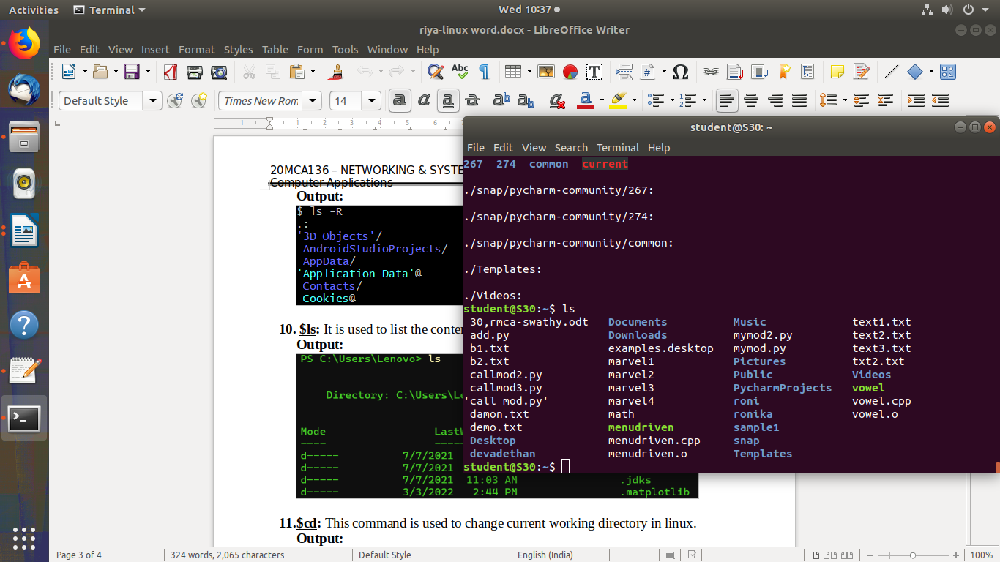 Activities Terminal Wed 10:37
riya-linux word.docx - LibreOffice Writer
File Edit View Insert Format Styles Table Form Tools Window Help
Default Style Times New Rom 14
20MCA136 – NETWORKING & SYSTE
Computer Applications
Output:
$ ls -R
.:
'3D Objects'/
AndroidStudioProjects/
AppData/
'Application Data'@
Contacts/
Cookies@
10. $ls: It is used to list the conten
Output:
PS C:\Users\Lenovo> ls
Directory: C:\Users\Le
Mode LastW
---- -----
d----- 7/7/2021
d----- 7/7/2021
d----- 7/7/2021 11:03 AM .jdks
d----- 3/3/2022 2:44 PM .matplotlib
11.$cd: This command is used to change current working directory in linux.
Output:
student@S30: ~
File Edit View Search Terminal Help
267 274 common current
./snap/pycharm-community/267:
./snap/pycharm-community/274:
./snap/pycharm-community/common:
./Templates:
./Videos:
student@S30:~$ ls
30,rmca-swathy.odt Documents Music text1.txt
add.py Downloads mymod2.py text2.txt
b1.txt examples.desktop mymod.py text3.txt
b2.txt marvel1 Pictures txt2.txt
callmod2.py marvel2 Public Videos
callmod3.py marvel3 PycharmProjects vowel
'call mod.py' marvel4 roni vowel.cpp
damon.txt math ronika vowel.o
demo.txt menudriven sample1
Desktop menudriven.cpp snap
devadethan menudriven.o Templates
student@S30:~$
Page 3 of 4 324 words, 2,065 characters Default Style English (India) 100%